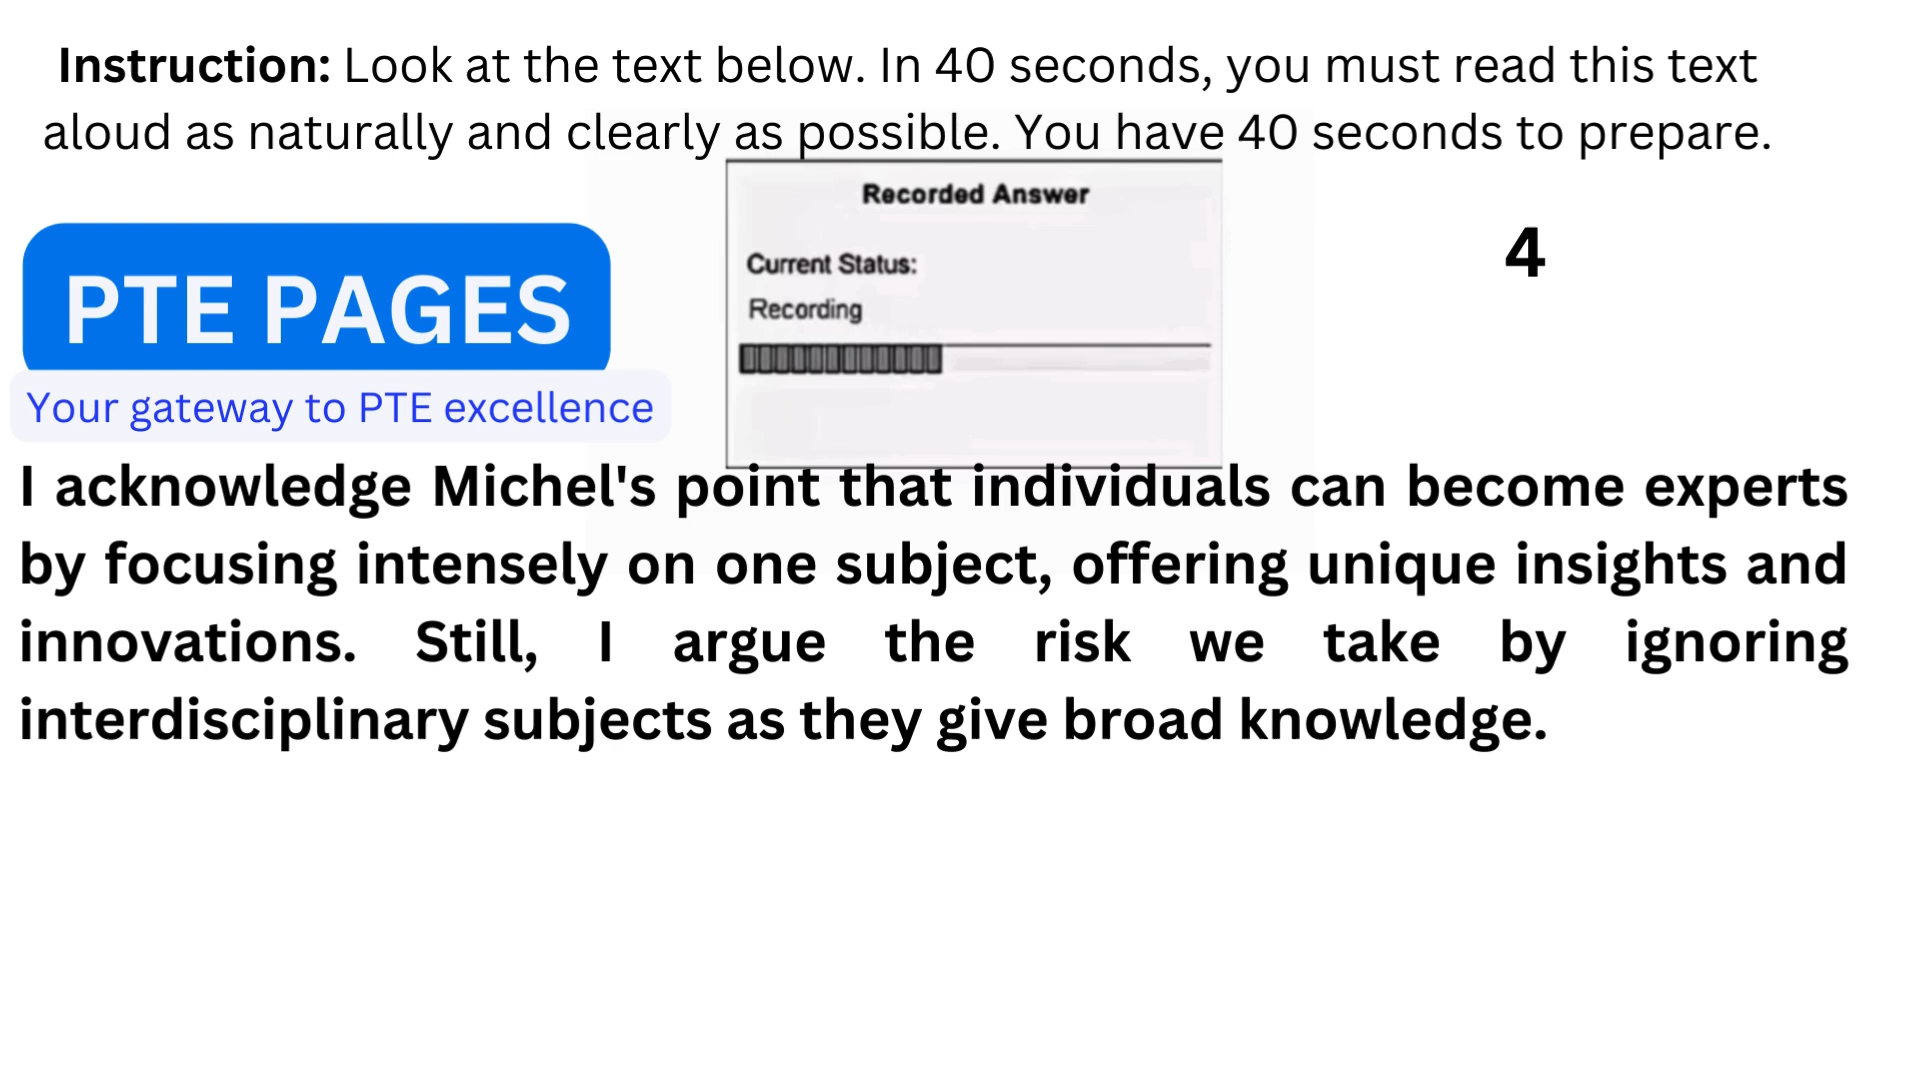 Instruction: Look at the text below. In 40 seconds, you must read this text
aloud as naturally and clearly as possible. You have 40 seconds to prepare.
Recorded Answer
Current Status:
Recording
4
PTE PAGES
Your gateway to PTE excellence
I acknowledge Michel's point that individuals can become experts
by focusing intensely on one subject, offering unique insights and
innovations. Still, I argue the risk we take by ignoring
interdisciplinary subjects as they give broad knowledge.